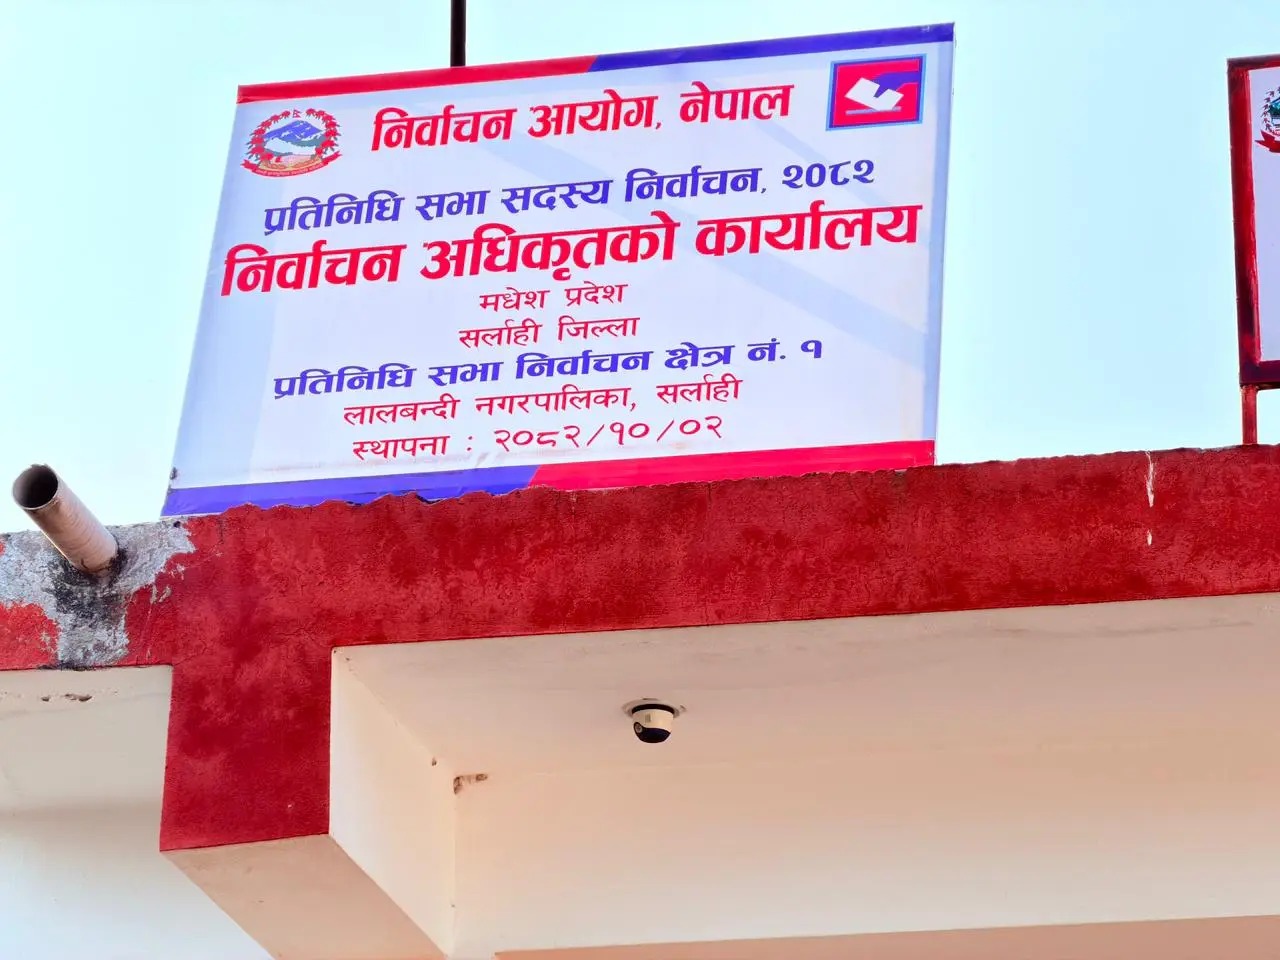 निर्वाचन आयोग, नेपाल
प्रतिनिधि सभा सदस्य निर्वाचन, २०८२
निर्वाचन अधिकृतको कार्यालय
मधेश प्रदेश
सर्लाही जिल्ला
प्रतिनिधि सभा निर्वाचन क्षेत्र नं. १
लालबन्दी नगरपालिका, सर्लाही
स्थापना : २०८२/१०/०२